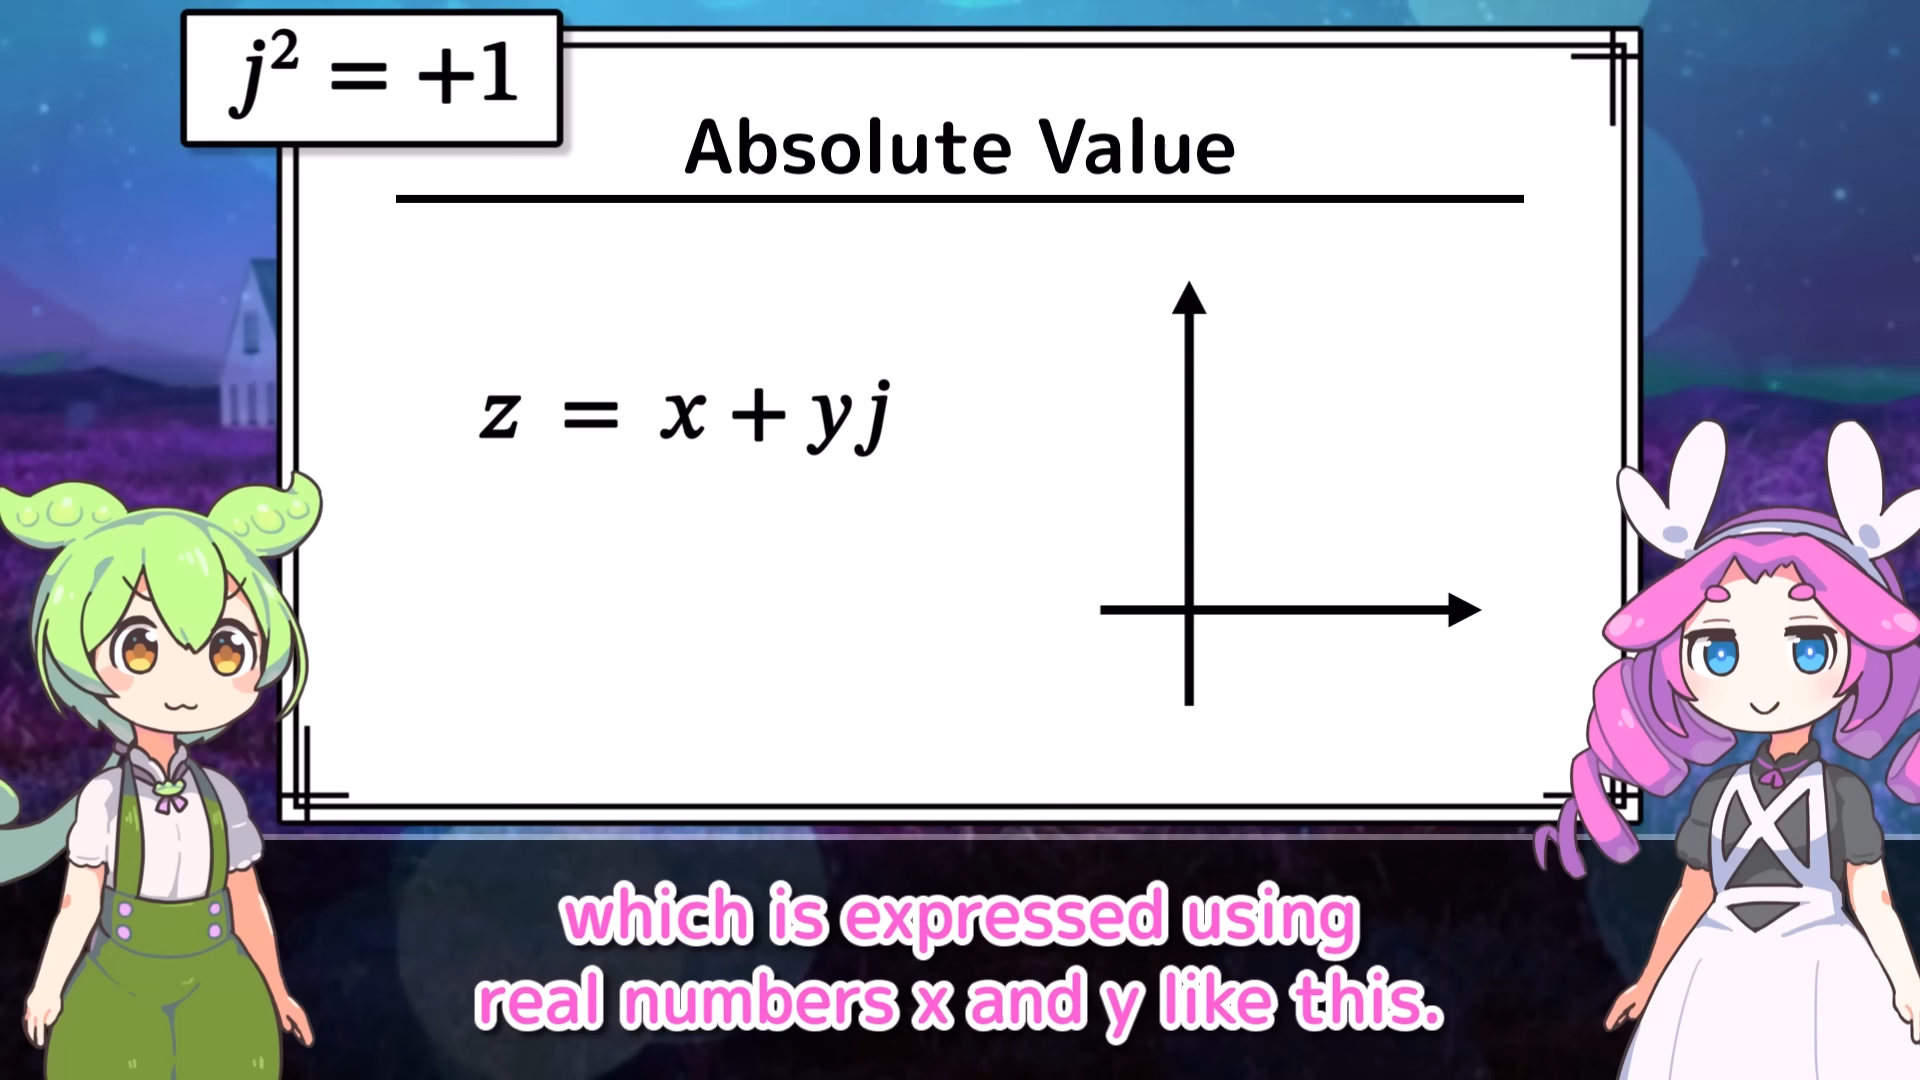 j² = +1
Absolute Value
z = x + yj
which is expressed using
real numbers x and y like this.